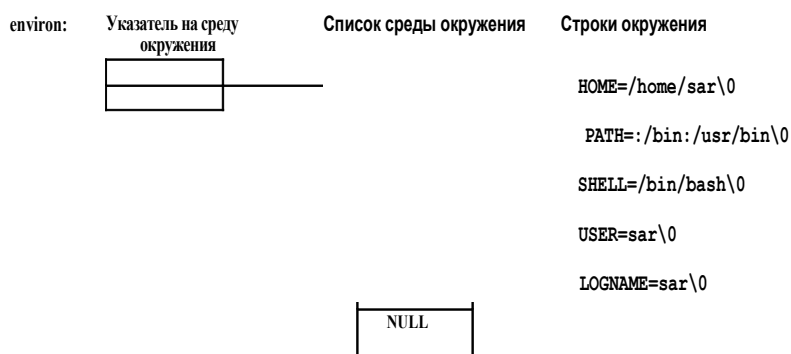 environ:
Указатель на среду
окружения
Список среды окружения
Строки окружения
HOME=/home/sar\0
PATH=:/bin:/usr/bin\0
SHELL=/bin/bash\0
USER=sar\0
LOGNAME=sar\0
NULL